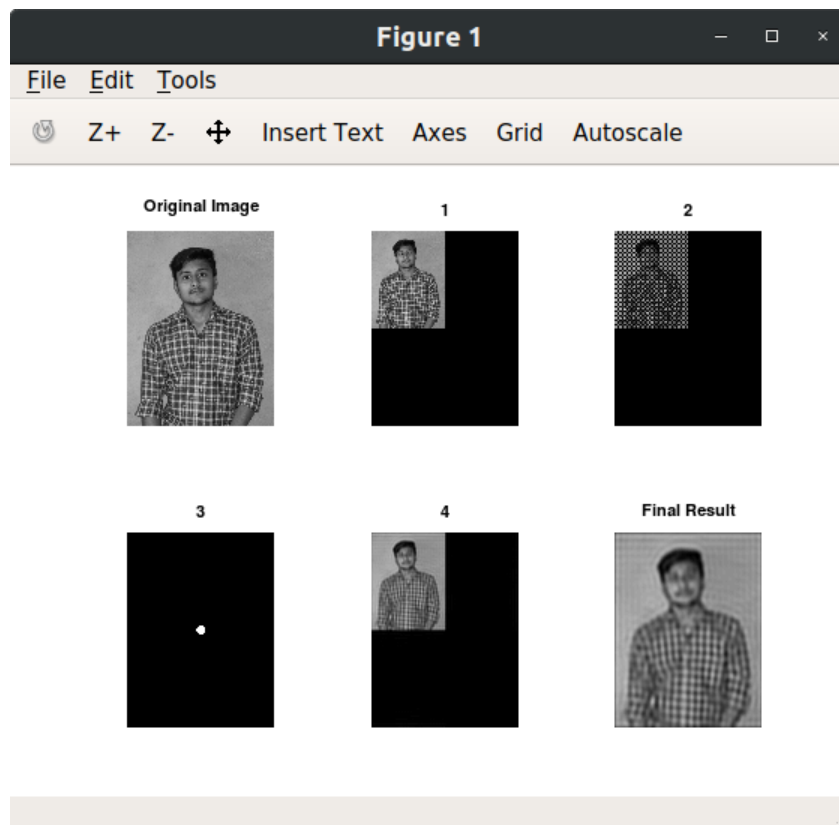 Figure 1
File Edit Tools
Z+ Z- Insert Text Axes Grid Autoscale
Original Image 1 2
3 4 Final Result